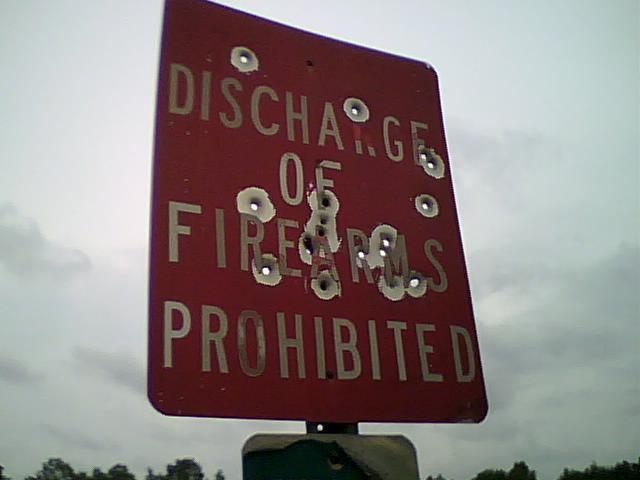 DISCHARGE
OF
FIREARMS
PROHIBITED